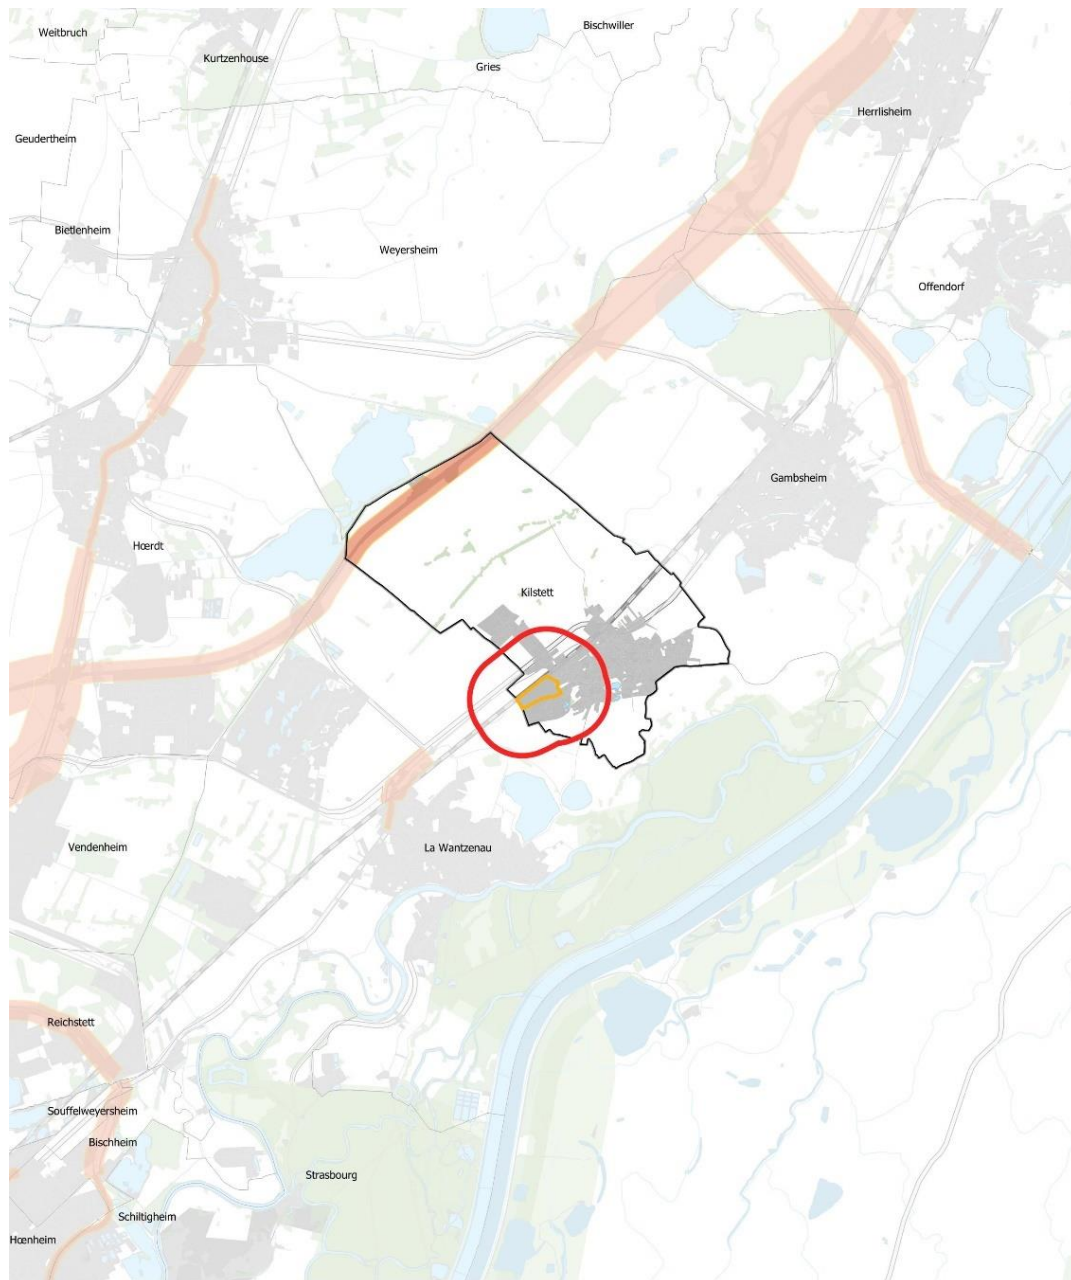 Bischwiller
Weitbruch
Kurtzenhouse
Gries
Herrlisheim
Geudertheim
Bietlenheim
Weyersheim
Offendorf
Gambsheim
Hœrdt
Kilstett
Vendenheim
La Wantzenau
Reichstett
Souffelweyersheim
Bischheim
Strasbourg
Schiltigheim
Hœnheim